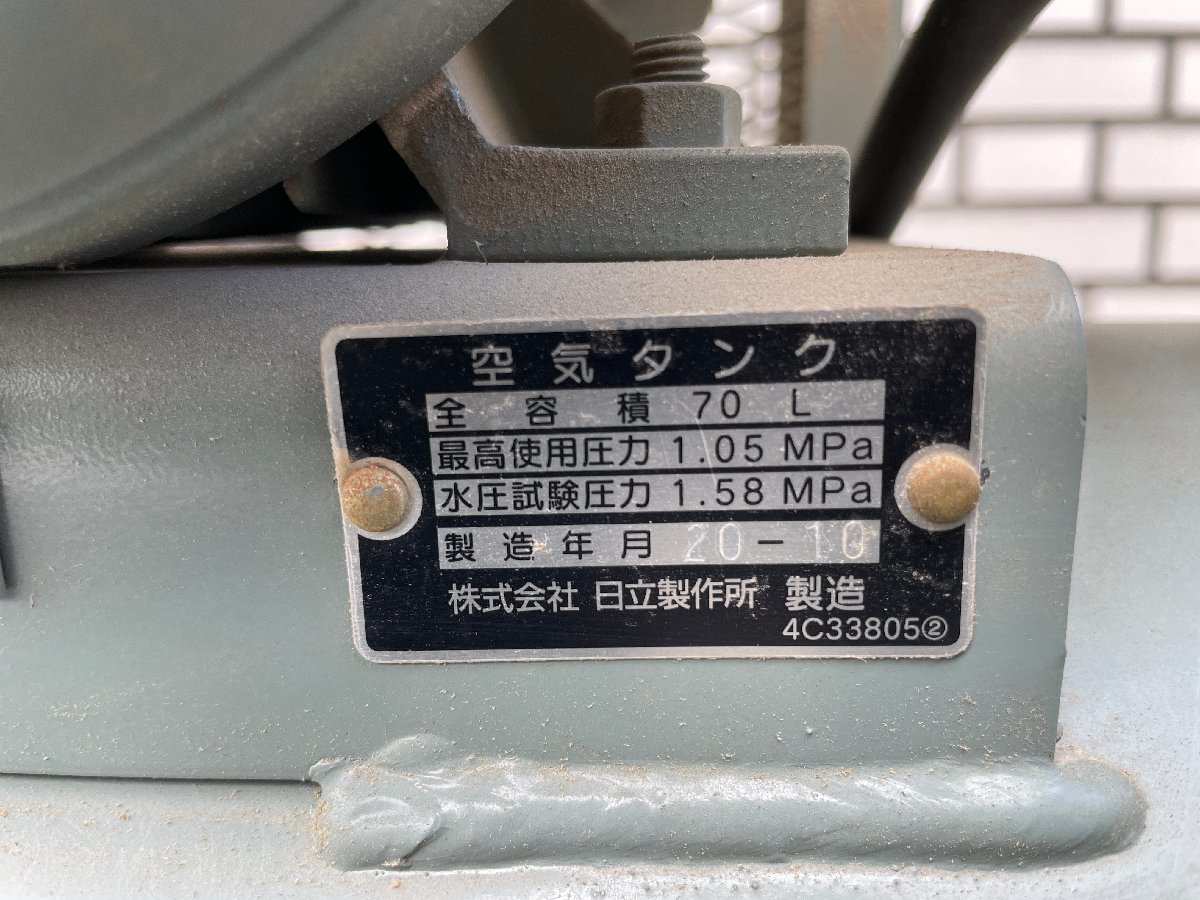 空気タンク
全容積 70 L
最高使用圧力 1.05 MPa
水圧試験圧力 1.58 MPa
製造年月 20-10
株式会社 日立製作所 製造
4C33805②